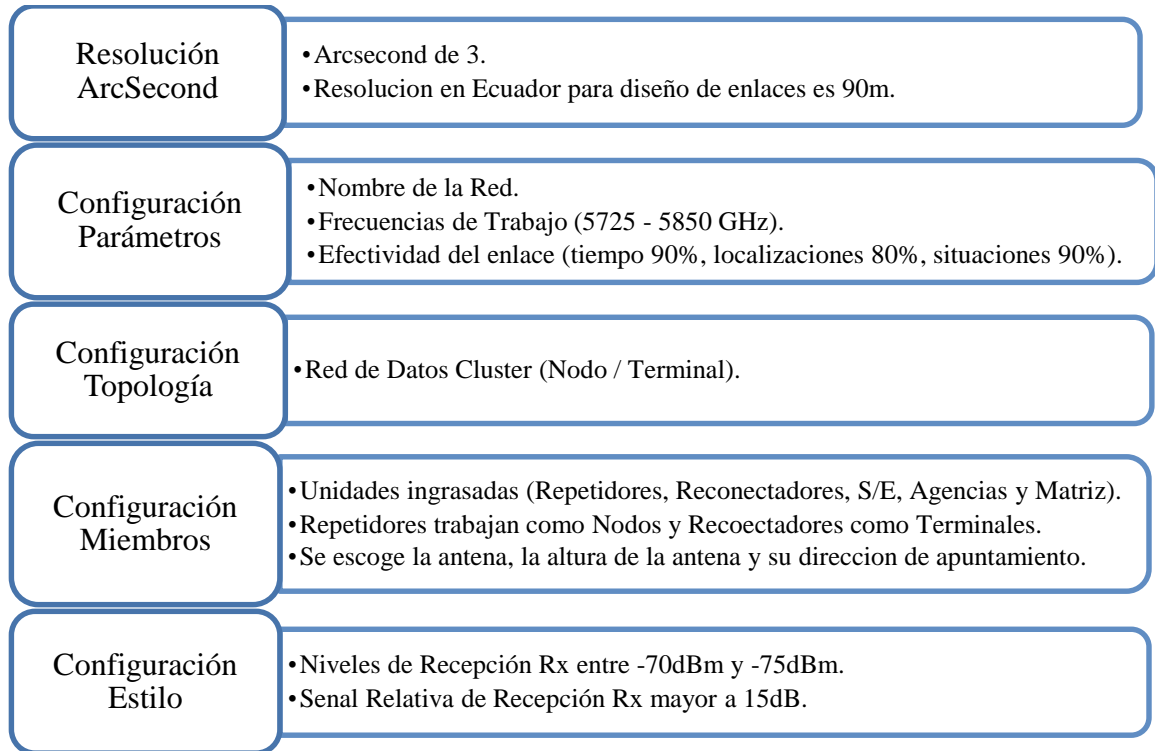 Resolución
ArcSecond
•Arcsecond de 3.
•Resolucion en Ecuador para diseño de enlaces es 90m.
Configuración
Parámetros
•Nombre de la Red.
•Frecuencias de Trabajo (5725 - 5850 GHz).
•Efectividad del enlace (tiempo 90%, localizaciones 80%, situaciones 90%).
Configuración
Topología
•Red de Datos Cluster (Nodo / Terminal).
Configuración
Miembros
•Unidades ingrasadas (Repetidores, Reconectadores, S/E, Agencias y Matriz).
•Repetidores trabajan como Nodos y Recoectadores como Terminales.
•Se escoge la antena, la altura de la antena y su direccion de apuntamiento.
Configuración
Estilo
•Niveles de Recepción Rx entre -70dBm y -75dBm.
•Senal Relativa de Recepción Rx mayor a 15dB.